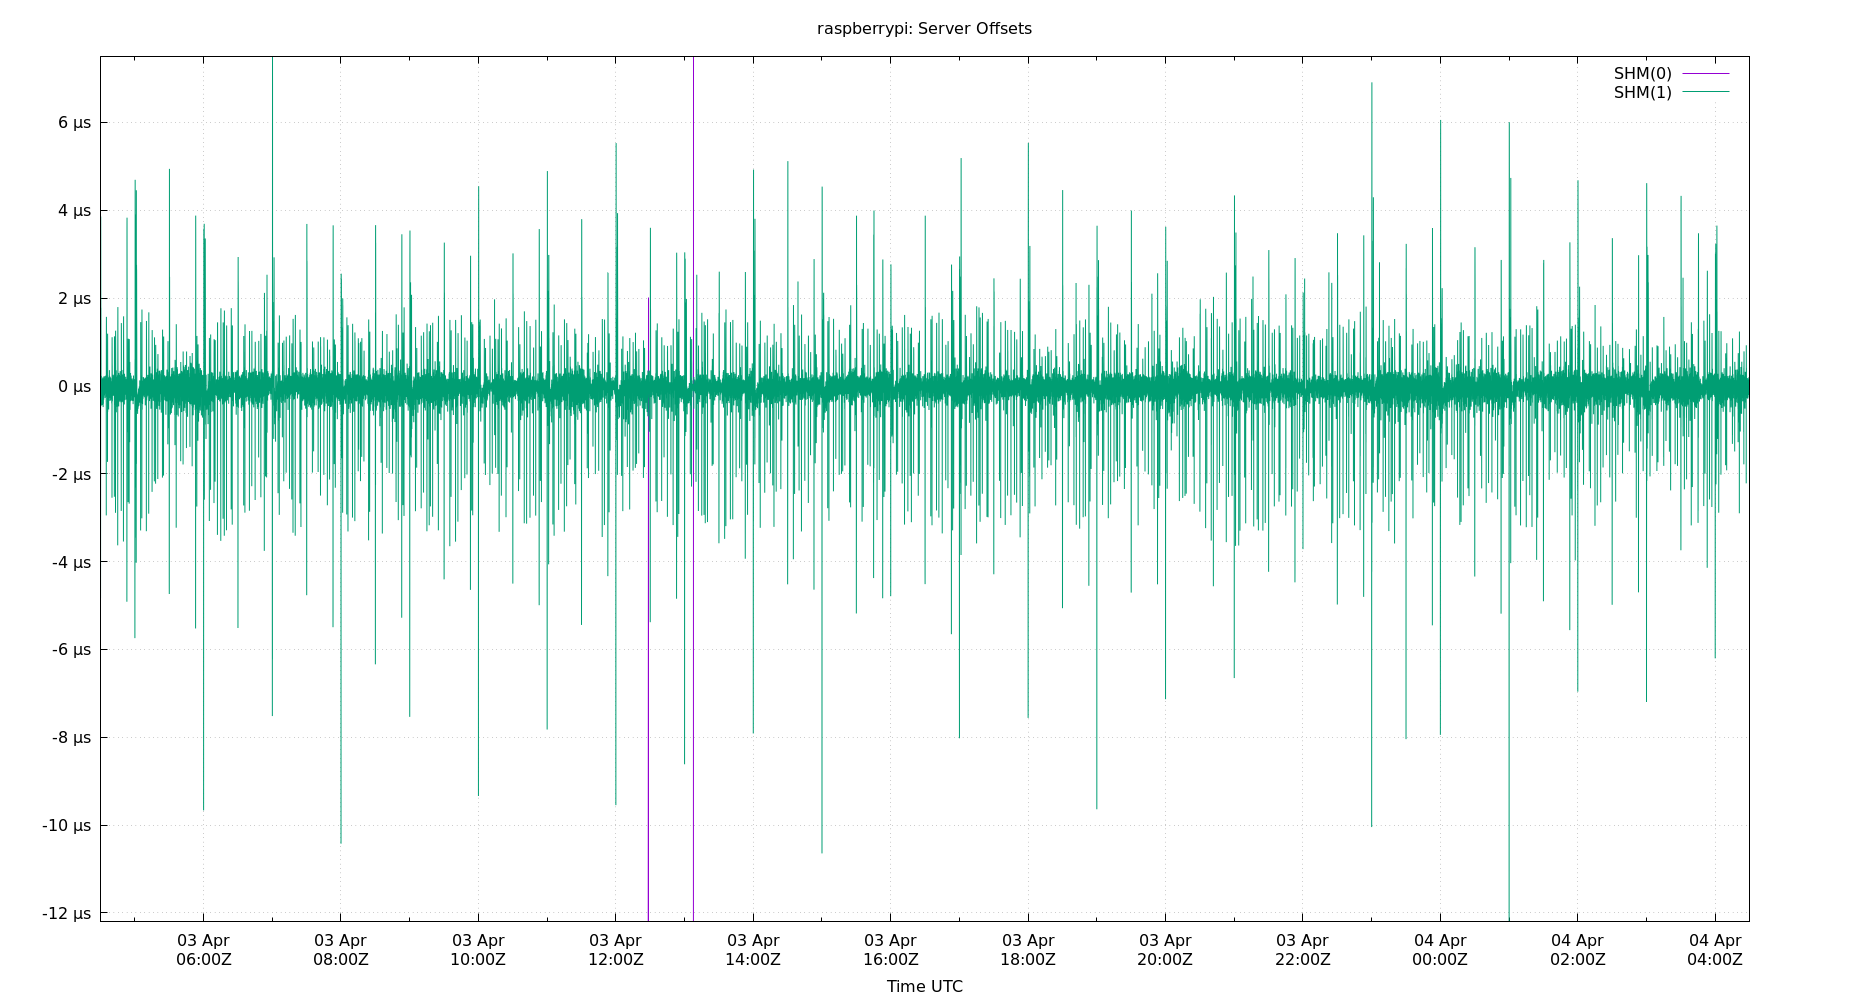 raspberrypi: Server Offsets
SHM(0)
SHM(1)
6 µs
4 µs
2 µs
0 µs
-2 µs
-4 µs
-6 µs
-8 µs
-10 µs
-12 µs
03 Apr 03 Apr 03 Apr 03 Apr 03 Apr 03 Apr 03 Apr 03 Apr 03 Apr 04 Apr 04 Apr 04 Apr
06:00Z 08:00Z 10:00Z 12:00Z 14:00Z 16:00Z 18:00Z 20:00Z 22:00Z 00:00Z 02:00Z 04:00Z
Time UTC